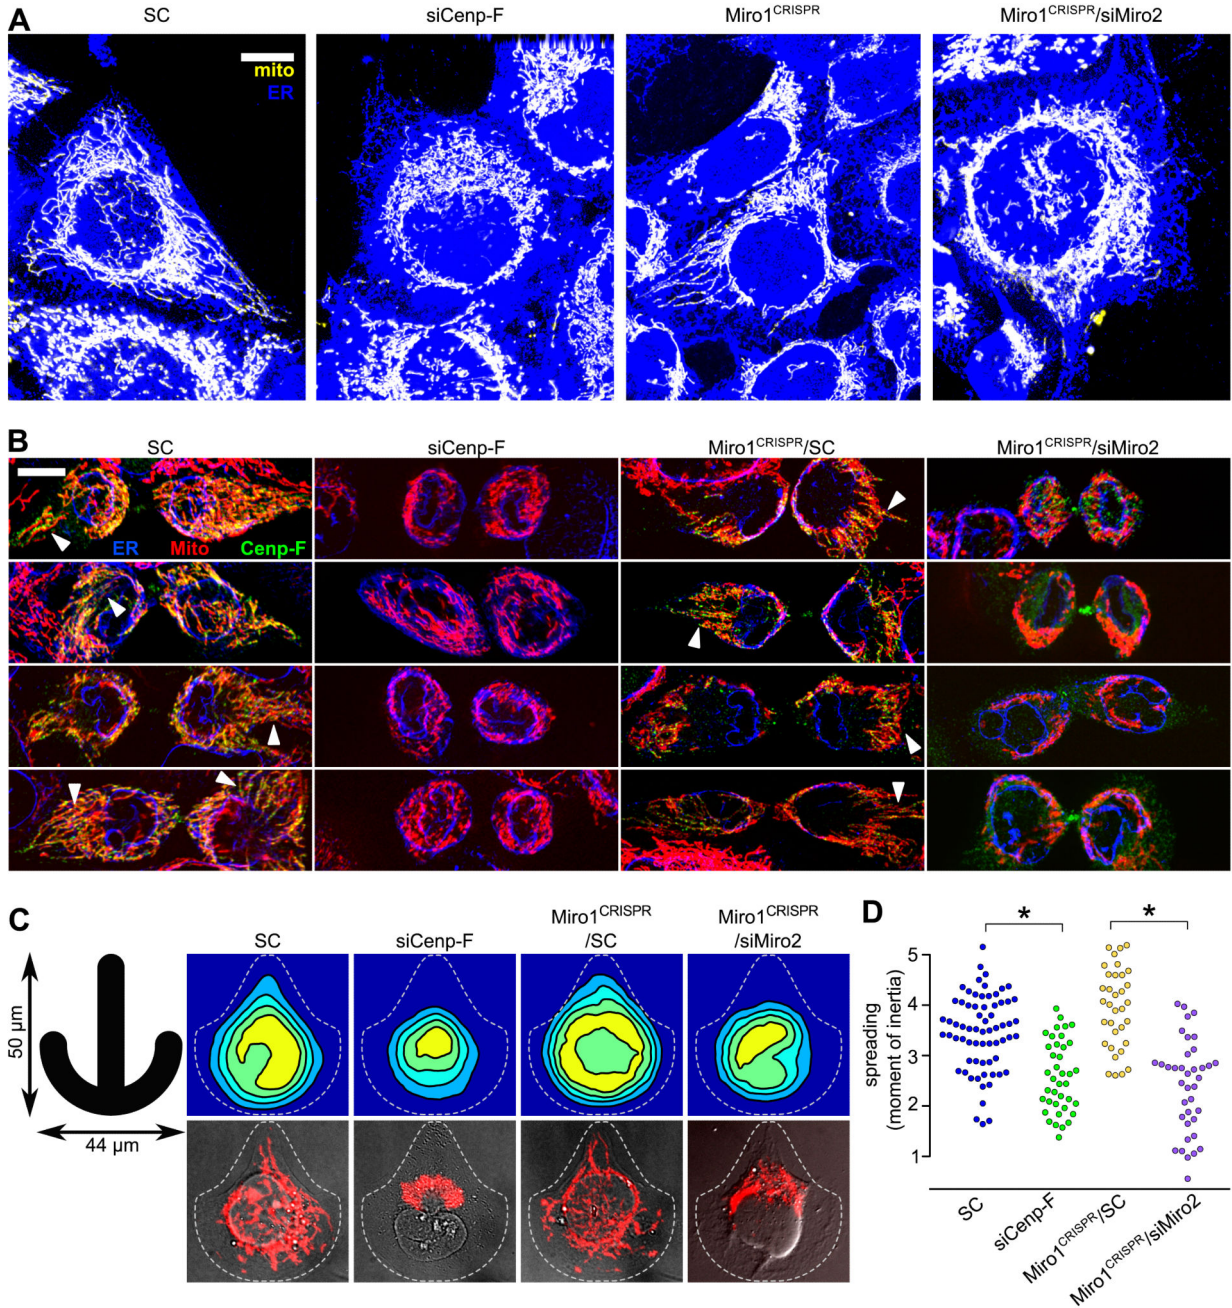 A
SC
siCenp-F
Miro1CRISPR
Miro1CRISPR/siMiro2
mito
ER
B
SC
siCenp-F
Miro1CRISPR/SC
Miro1CRISPR/siMiro2
ER Mito Cenp-F
C
SC
siCenp-F
Miro1CRISPR
/SC
Miro1CRISPR
/siMiro2
50 µm
44 µm
D
*
*
spreading
(moment of inertia)
5
4
3
2
1
SC
siCenp-F
Miro1CRISPR/SC
Miro1CRISPR/siMiro2